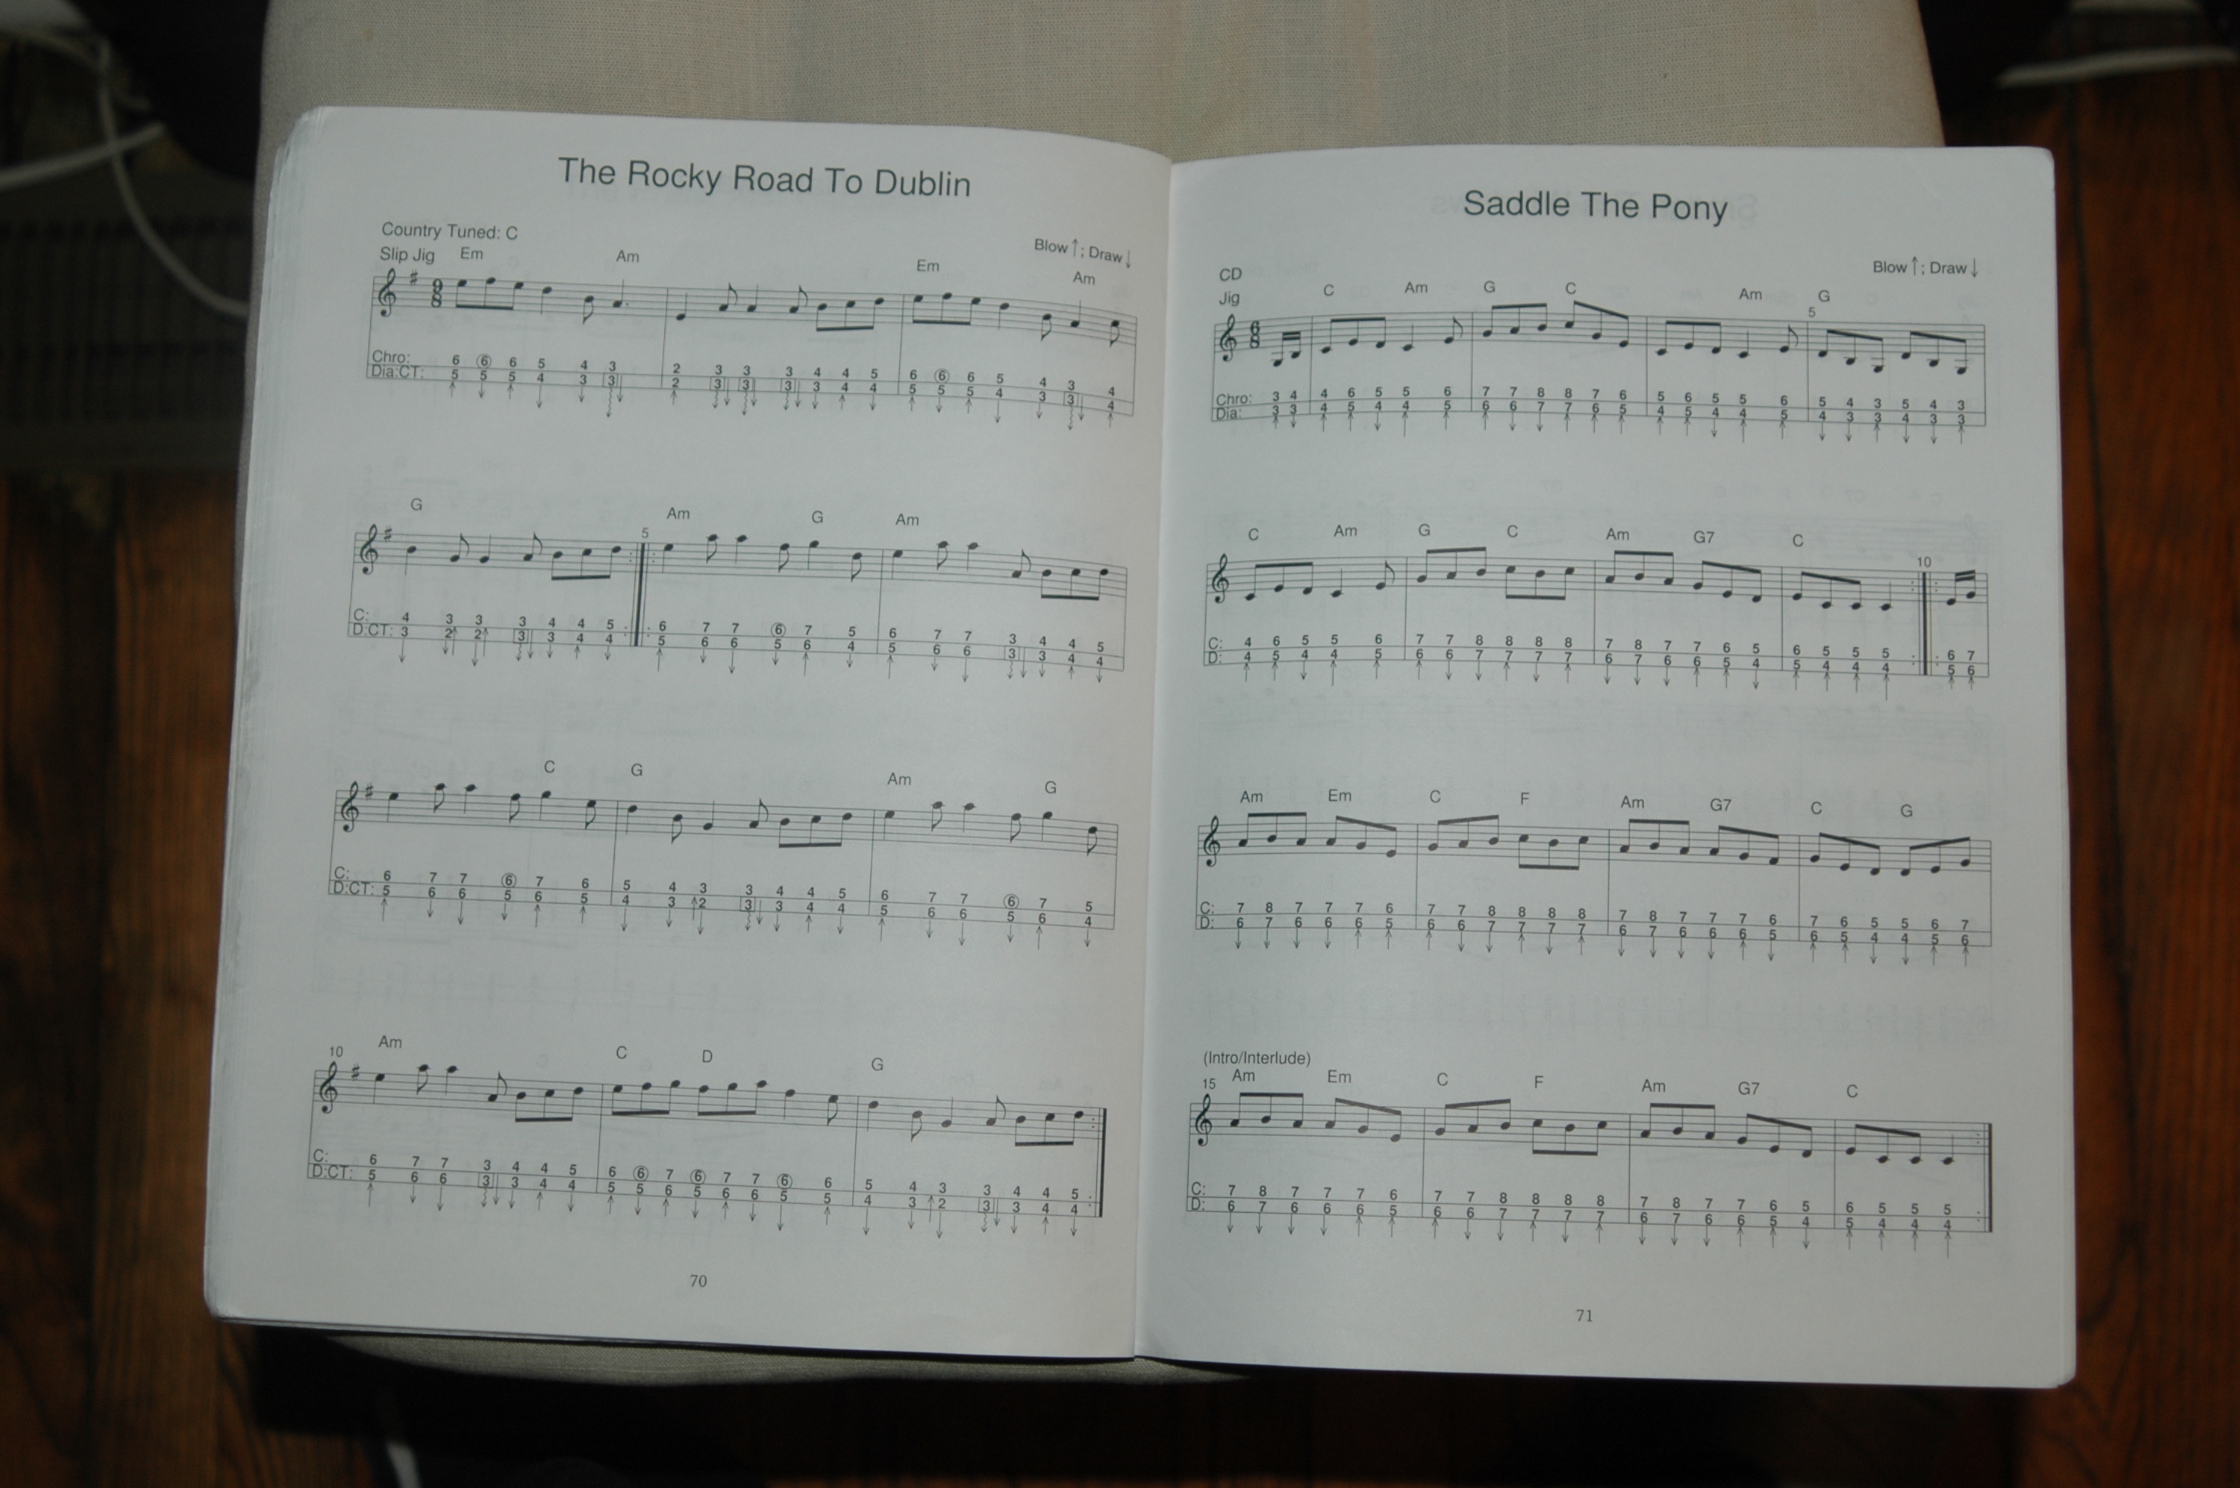 The Rocky Road To Dublin
Country Tuned: C
Blow↑; Draw↓
Slip Jig Em Am Em Am
9
8
Chro: 6 ⑥ 6 5 4 3 2 3 3 3 4 4 5 6 ⑥ 6 5 4 3 4
Dia:CT: 5 5 5 4 3 3 2 3 3 3 3 4 4 5 5 5 4 3 3 4
G 5 Am G Am
C: 4 3 3 3 4 4 5 6 7 7 ⑥ 7 5 6 7 7 3 4 4 5
D:CT: 3 2 2 3 3 4 4 5 6 6 5 6 4 5 6 6 3 3 4 4
C G Am G
C: 6 7 7 ⑥ 7 6 5 4 3 3 4 4 5 6 7 7 ⑥ 7 5
D:CT: 5 6 6 5 6 5 4 3 2 3 3 4 4 5 6 6 5 6 4
10 Am C D G
C: 6 7 7 3 4 4 5 6 ⑥ 7 ⑥ 7 7 ⑥ 6 5 4 3 3 4 4 5
D:CT: 5 6 6 3 3 4 4 5 5 6 5 6 6 5 5 4 3 2 3 3 4 4
70
Saddle The Pony
Blow↑; Draw↓
CD
Jig C Am G C Am G
5
6
8
Chro: 3 4 4 6 5 5 6 7 7 8 8 7 6 5 6 5 5 6 5 4 3 5 4 3
Dia: 3 3 4 5 4 4 5 6 6 7 7 6 5 4 5 4 4 5 4 3 3 4 3 3
C Am G C Am G7 C 10
C: 4 6 5 5 6 7 7 8 8 8 8 7 8 7 7 6 5 6 5 5 5 6 7
D: 4 5 4 4 5 6 6 7 7 7 7 6 7 6 6 5 4 5 4 4 4 5 6
Am Em C F Am G7 C G
C: 7 8 7 7 7 6 7 7 8 8 8 8 7 8 7 7 7 6 7 6 5 5 6 7
D: 6 7 6 6 6 5 6 6 7 7 7 7 6 7 6 6 6 5 6 5 4 4 5 6
(Intro/Interlude)
15 Am Em C F Am G7 C
C: 7 8 7 7 7 6 7 7 8 8 8 8 7 8 7 7 6 5 6 5 5 5
D: 6 7 6 6 6 5 6 6 7 7 7 7 6 7 6 6 5 4 5 4 4 4
71